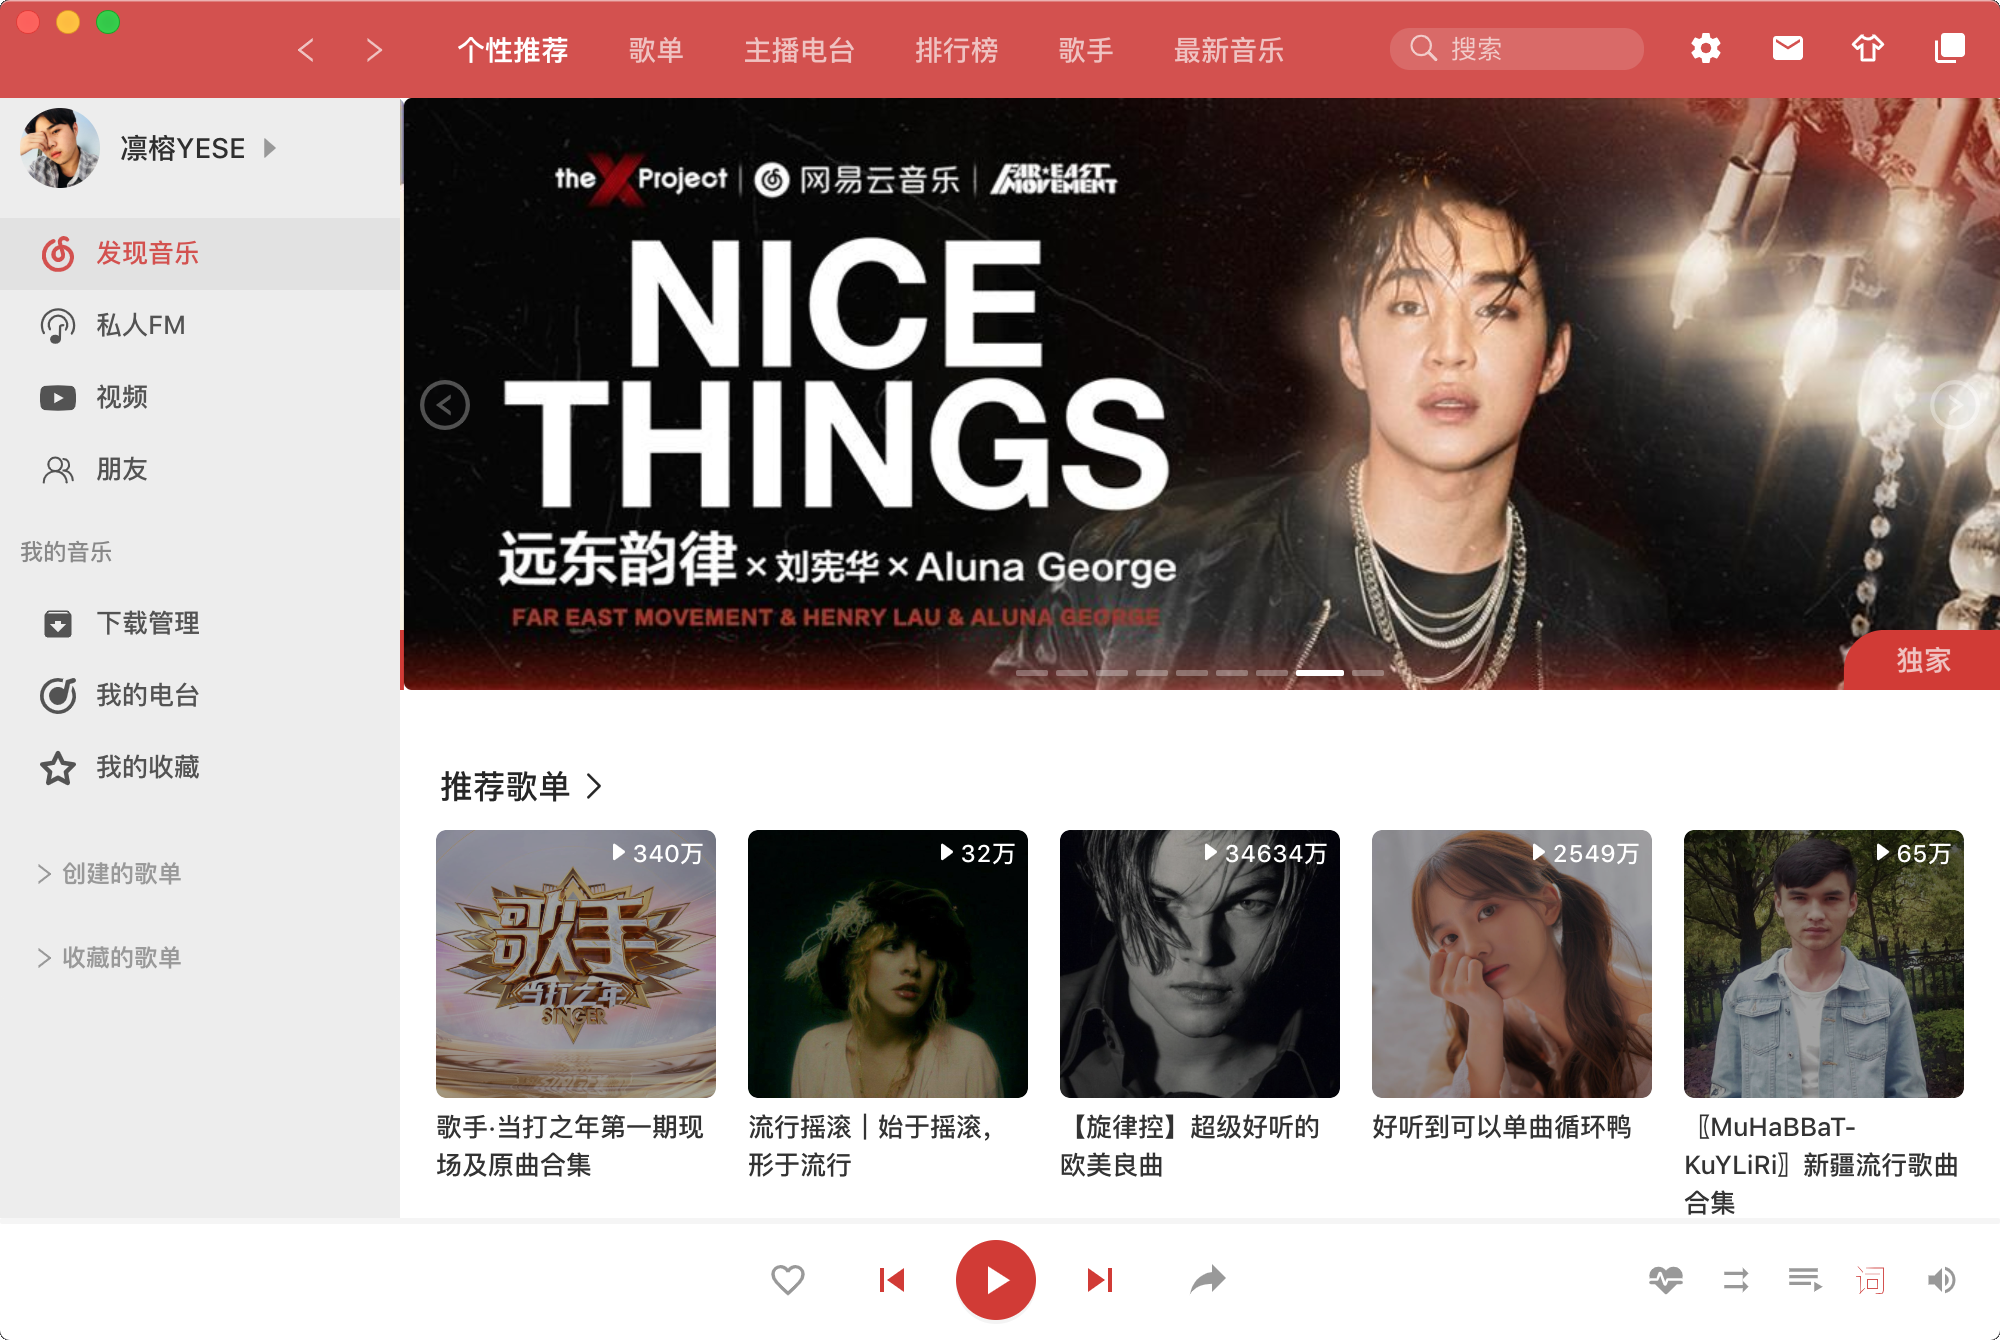 个性推荐
歌单
主播电台
排行榜
歌手
最新音乐
搜索
凛榕YESE
发现音乐
私人FM
视频
朋友
我的音乐
下载管理
我的电台
我的收藏
创建的歌单
收藏的歌单
the X Project | 网易云音乐 | FAR★EAST MOVEMENT
NICE
THINGS
远东韵律 × 刘宪华 × Aluna George
FAR EAST MOVEMENT & HENRY LAU & ALUNA GEORGE
独家
推荐歌单
340万
歌手
当打之年
SINGER
歌手·当打之年第一期现
场及原曲合集
32万
流行摇滚｜始于摇滚，
形于流行
34634万
【旋律控】超级好听的
欧美良曲
2549万
好听到可以单曲循环鸭
65万
〖MuHaBBaT-
KuYLiRi〗新疆流行歌曲
合集
词